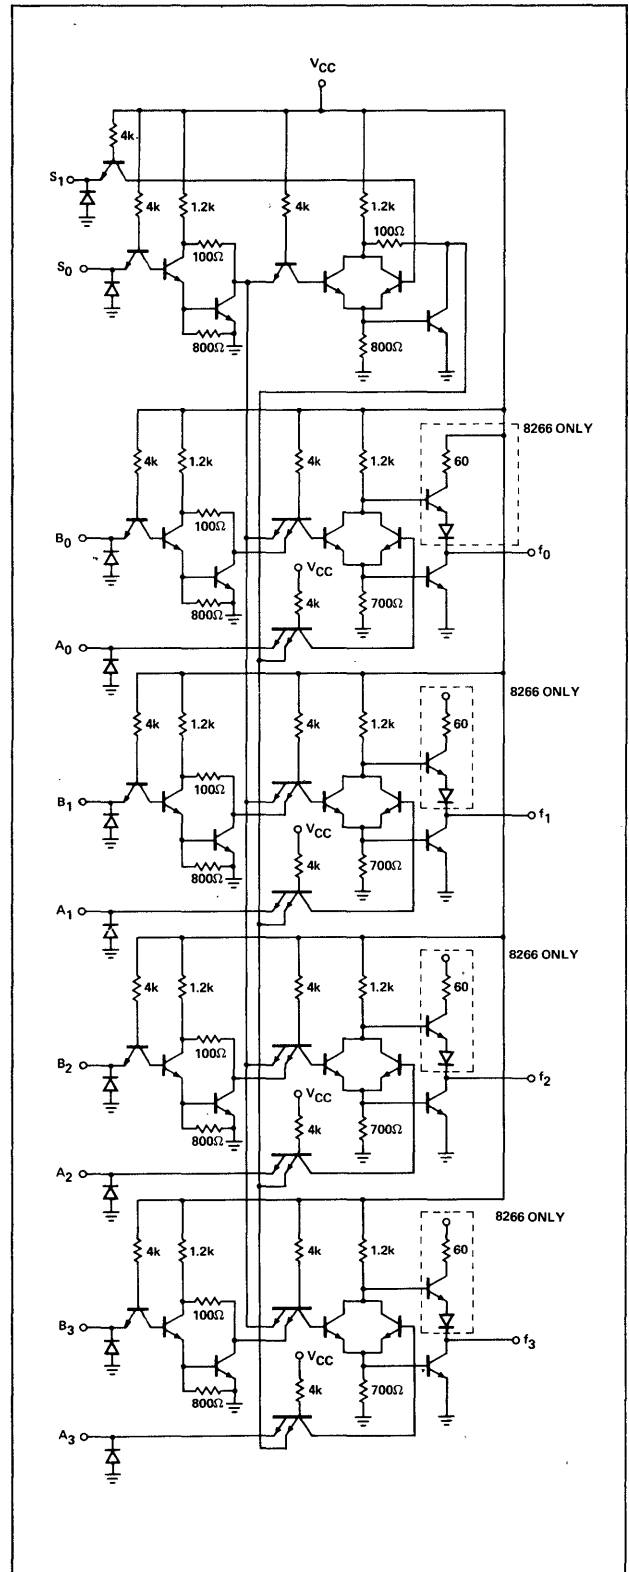 VCC
4k
S1
4k
1.2k
4k
1.2k
100Ω
100Ω
S0
800Ω
800Ω
8266 ONLY
4k
1.2k
4k
1.2k
60
100Ω
B0
f0
VCC
800Ω
4k
700Ω
A0
8266 ONLY
4k
1.2k
4k
1.2k
60
100Ω
B1
f1
VCC
800Ω
4k
700Ω
A1
8266 ONLY
4k
1.2k
4k
1.2k
60
100Ω
B2
f2
VCC
800Ω
4k
700Ω
A2
8266 ONLY
4k
1.2k
4k
1.2k
60
100Ω
B3
f3
VCC
800Ω
4k
700Ω
A3